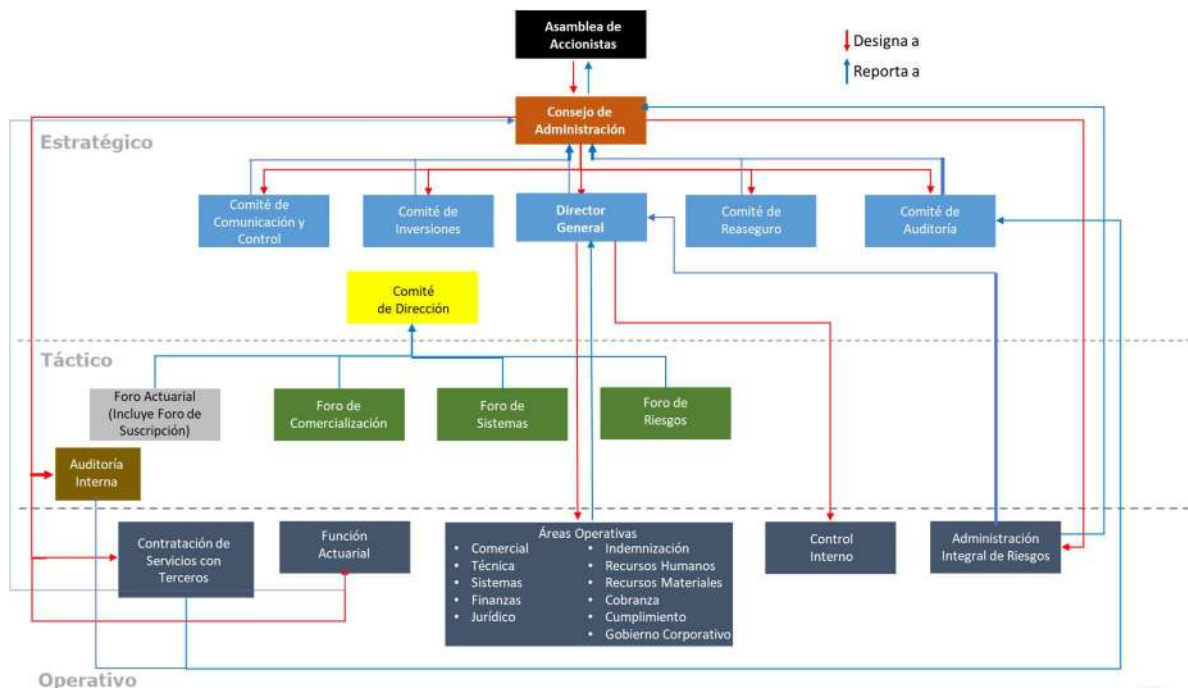 Asamblea de
Accionistas
Designa a
Reporta a
Consejo de
Administración
Estratégico
Comité de
Comunicación y
Control
Comité de
Inversiones
Director
General
Comité de
Reaseguro
Comité de
Auditoría
Comité
de Dirección
Táctico
Foro Actuarial
(Incluye Foro de
Suscripción)
Foro de
Comercialización
Foro de
Sistemas
Foro de
Riesgos
Auditoría
Interna
Contratación de
Servicios con
Terceros
Función
Actuarial
Áreas Operativas
• Comercial
• Técnica
• Sistemas
• Finanzas
• Jurídico
• Indemnización
• Recursos Humanos
• Recursos Materiales
• Cobranza
• Cumplimiento
• Gobierno Corporativo
Control
Interno
Administración
Integral de Riesgos
Operativo